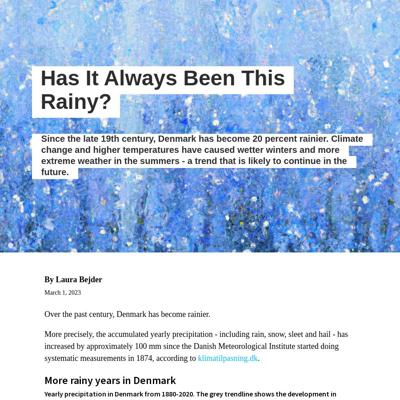 Has It Always Been This
Rainy?
Since the late 19th century, Denmark has become 20 percent rainier. Climate
change and higher temperatures have caused wetter winters and more
extreme weather in the summers - a trend that is likely to continue in the
future.
By Laura Bejder
March 1, 2023
Over the past century, Denmark has become rainier.
More precisely, the accumulated yearly precipitation - including rain, snow, sleet and hail - has
increased by approximately 100 mm since the Danish Meteorological Institute started doing
systematic measurements in 1874, according to klimatilpasning.dk.
More rainy years in Denmark
Yearly precipitation in Denmark from 1880-2020. The grey trendline shows the development in